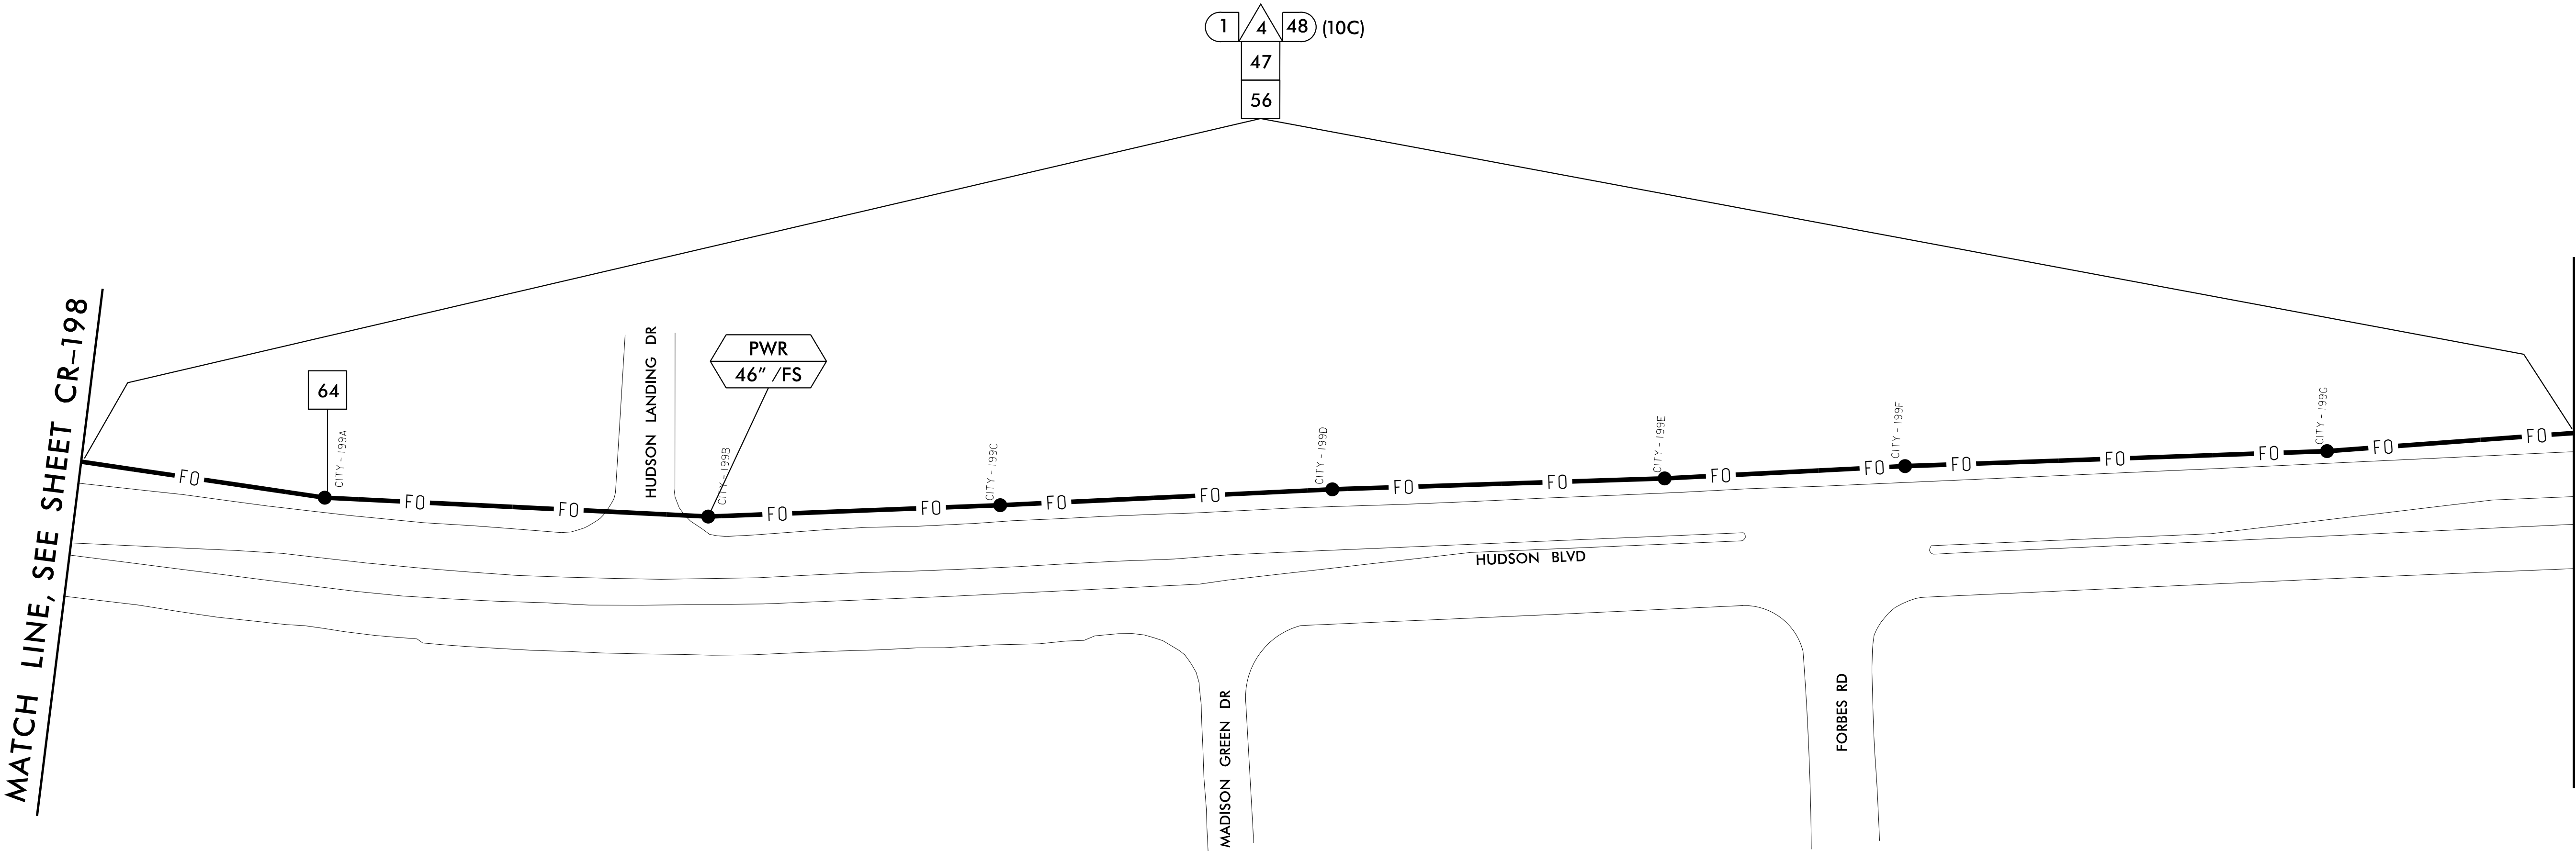 1 4 48 (10C)
47
56
MATCH LINE, SEE SHEET CR-198
64
HUDSON LANDING DR
PWR
46" /FS
CITY - 199A
CITY - 199B
CITY - 199C
CITY - 199D
CITY - 199E
CITY - 199F
CITY - 199G
FO FO FO FO FO FO FO FO FO FO FO FO FO FO FO FO
HUDSON BLVD
MADISON GREEN DR
FORBES RD